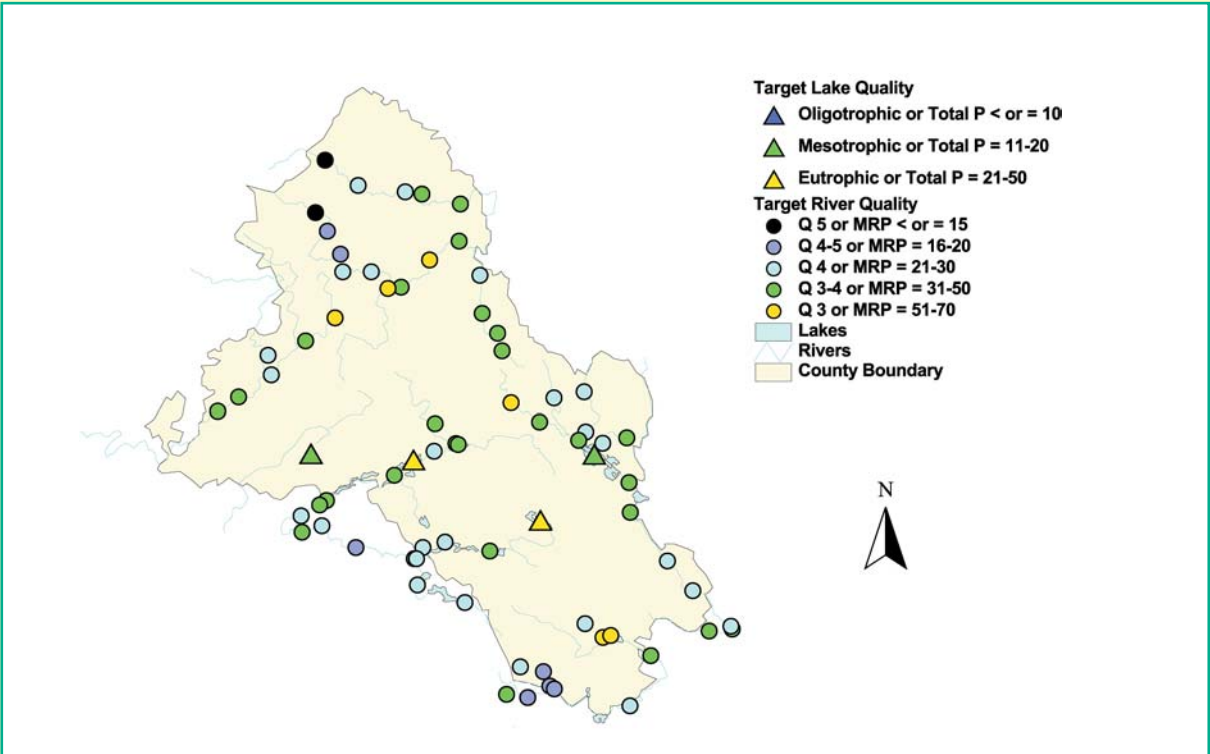 Target Lake Quality
Oligotrophic or Total P < or = 10
Mesotrophic or Total P = 11-20
Eutrophic or Total P = 21-50
Target River Quality
Q 5 or MRP < or = 15
Q 4-5 or MRP = 16-20
Q 4 or MRP = 21-30
Q 3-4 or MRP = 31-50
Q 3 or MRP = 51-70
Lakes
Rivers
County Boundary
N